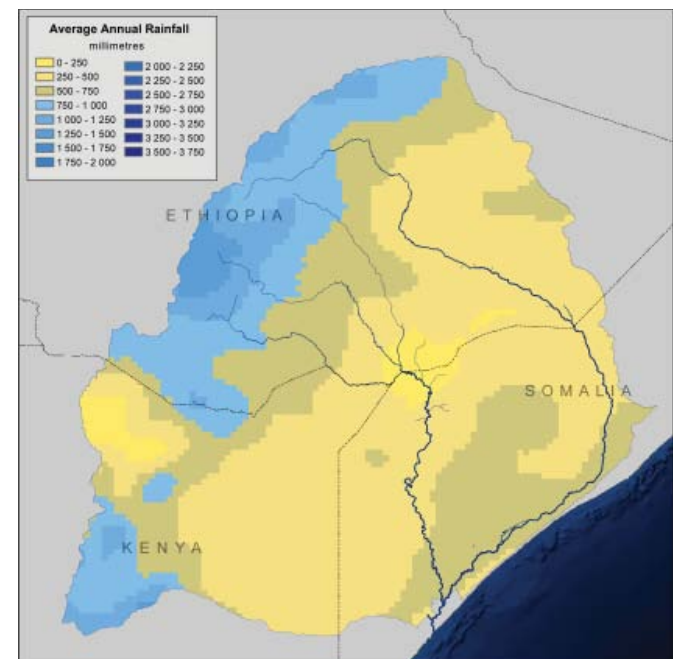 Average Annual Rainfall
millimetres
0 - 250
250 - 500
500 - 750
750 - 1 000
1 000 - 1 250
1 250 - 1 500
1 500 - 1 750
1 750 - 2 000
2 000 - 2 250
2 250 - 2 500
2 500 - 2 750
2 750 - 3 000
3 000 - 3 250
3 250 - 3 500
3 500 - 3 750
ETHIOPIA
SOMALIA
KENYA